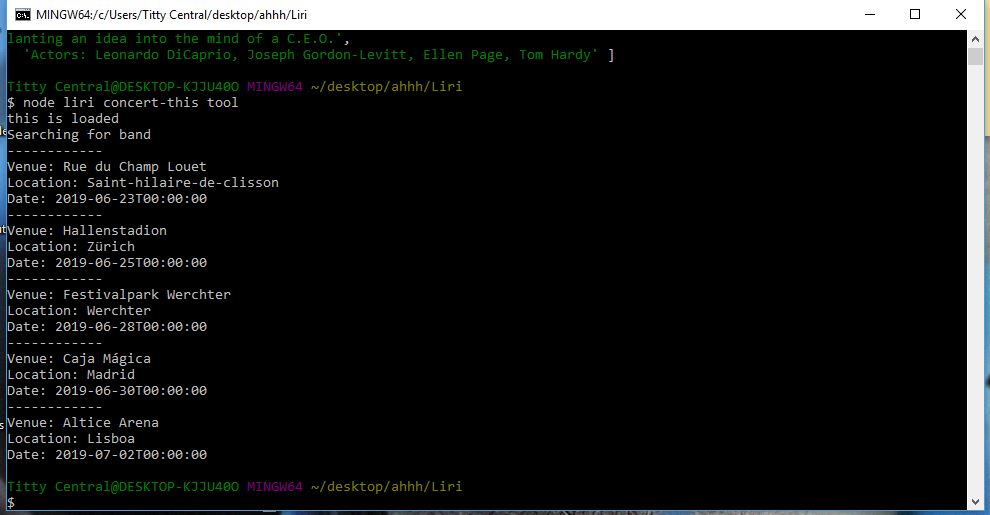 MINGW64:/c/Users/Titty Central/desktop/ahhh/Liri
lanting an idea into the mind of a C.E.O.',
'Actors: Leonardo DiCaprio, Joseph Gordon-Levitt, Ellen Page, Tom Hardy' ]
Titty Central@DESKTOP-KJJU40O MINGW64 ~/desktop/ahhh/Liri
$ node liri concert-this tool
this is loaded
Searching for band
------------
Venue: Rue du Champ Louet
Location: Saint-hilaire-de-clisson
Date: 2019-06-23T00:00:00
------------
Venue: Hallenstadion
Location: Zürich
Date: 2019-06-25T00:00:00
------------
Venue: Festivalpark Werchter
Location: Werchter
Date: 2019-06-28T00:00:00
------------
Venue: Caja Mágica
Location: Madrid
Date: 2019-06-30T00:00:00
------------
Venue: Altice Arena
Location: Lisboa
Date: 2019-07-02T00:00:00
Titty Central@DESKTOP-KJJU40O MINGW64 ~/desktop/ahhh/Liri
$